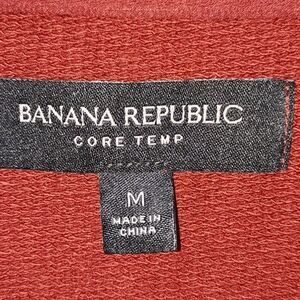 BANANA REPUBLIC
CORE TEMP
M
MADE IN
CHINA